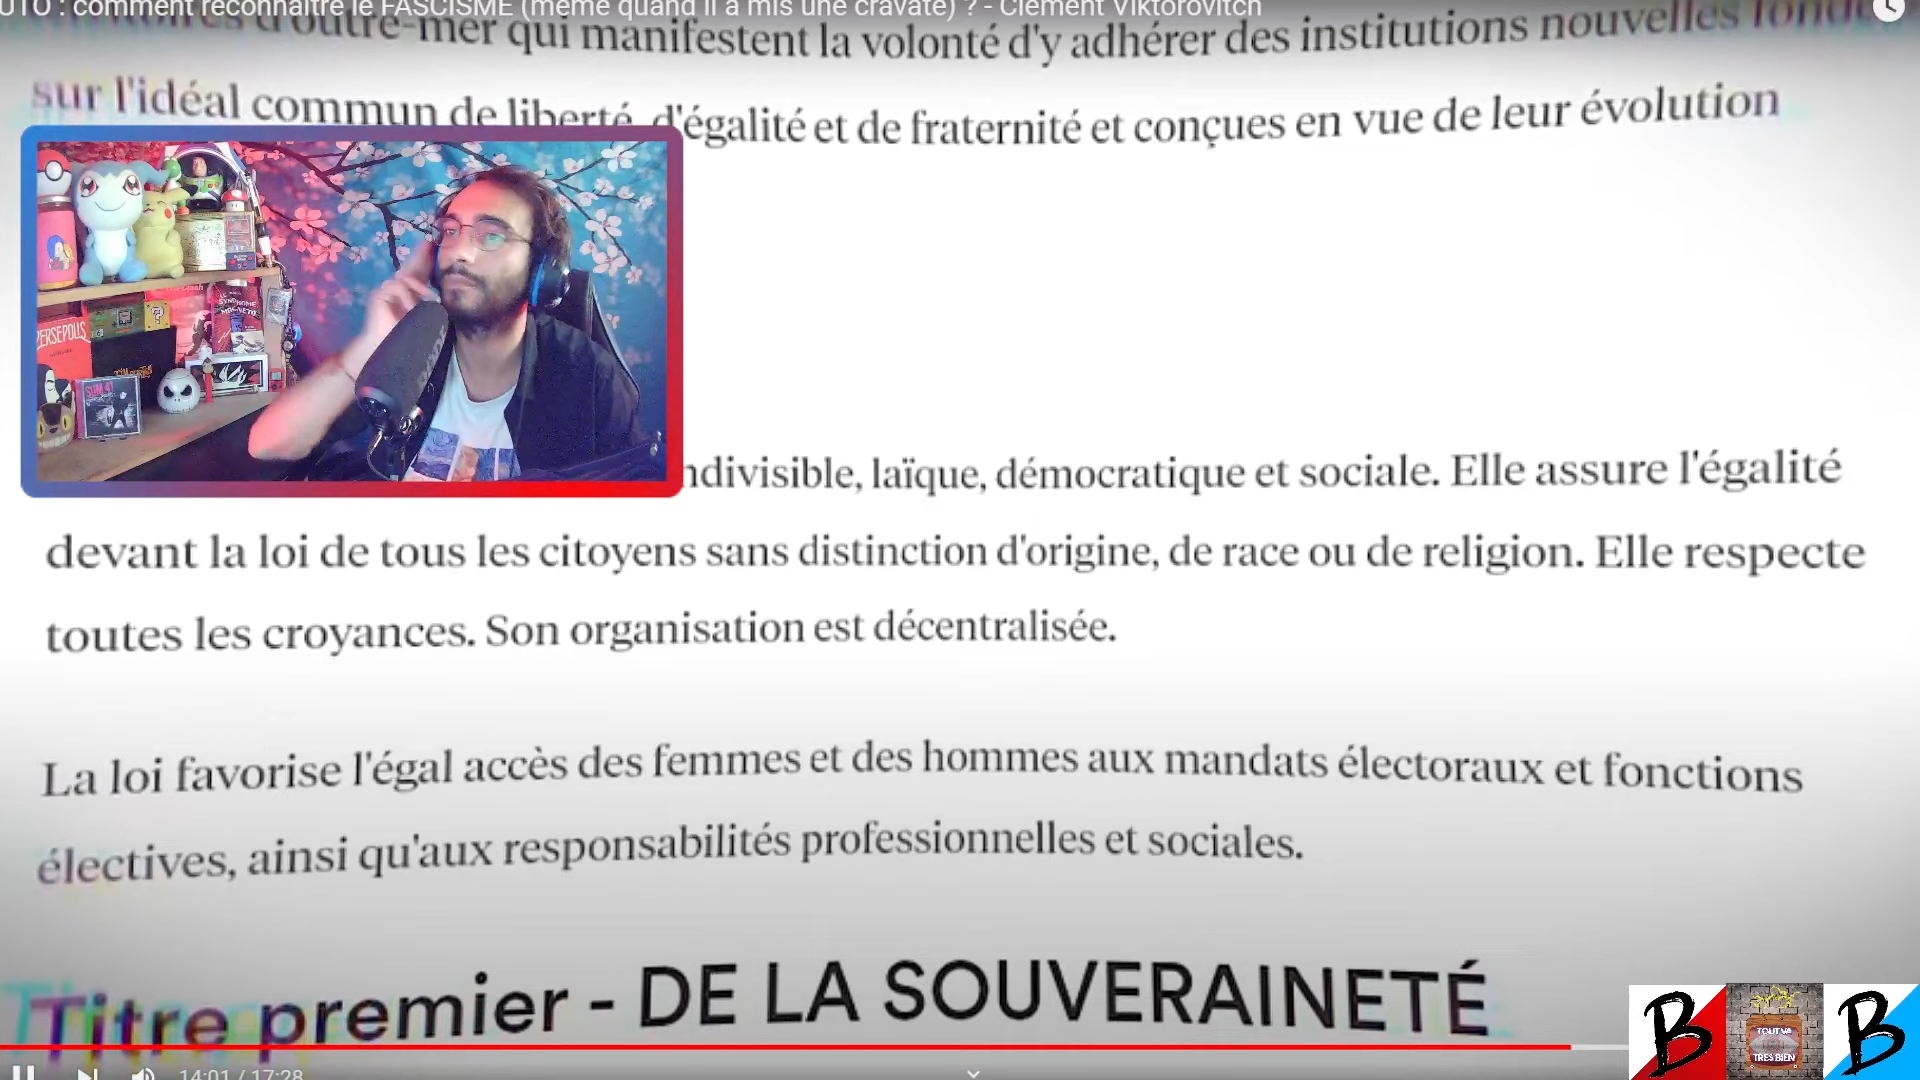 UTO : comment reconnaître le FASCISME (même quand il a mis une cravate) ? - Clément Viktorovitch
d'outre-mer qui manifestent la volonté d'y adhérer des institutions nouvelles
sur l'idéal commun de liberté, d'égalité et de fraternité et conçues en vue de leur évolution
PERSEPOLIS
LE SYNDROME MAGNETO
SUM 41
ndivisible, laïque, démocratique et sociale. Elle assure l'égalité
devant la loi de tous les citoyens sans distinction d'origine, de race ou de religion. Elle respecte
toutes les croyances. Son organisation est décentralisée.
La loi favorise l'égal accès des femmes et des hommes aux mandats électoraux et fonctions
électives, ainsi qu'aux responsabilités professionnelles et sociales.
Titre premier - DE LA SOUVERAINETÉ
B
TOUT VA
TRES BIEN
B
14:01 / 17:28